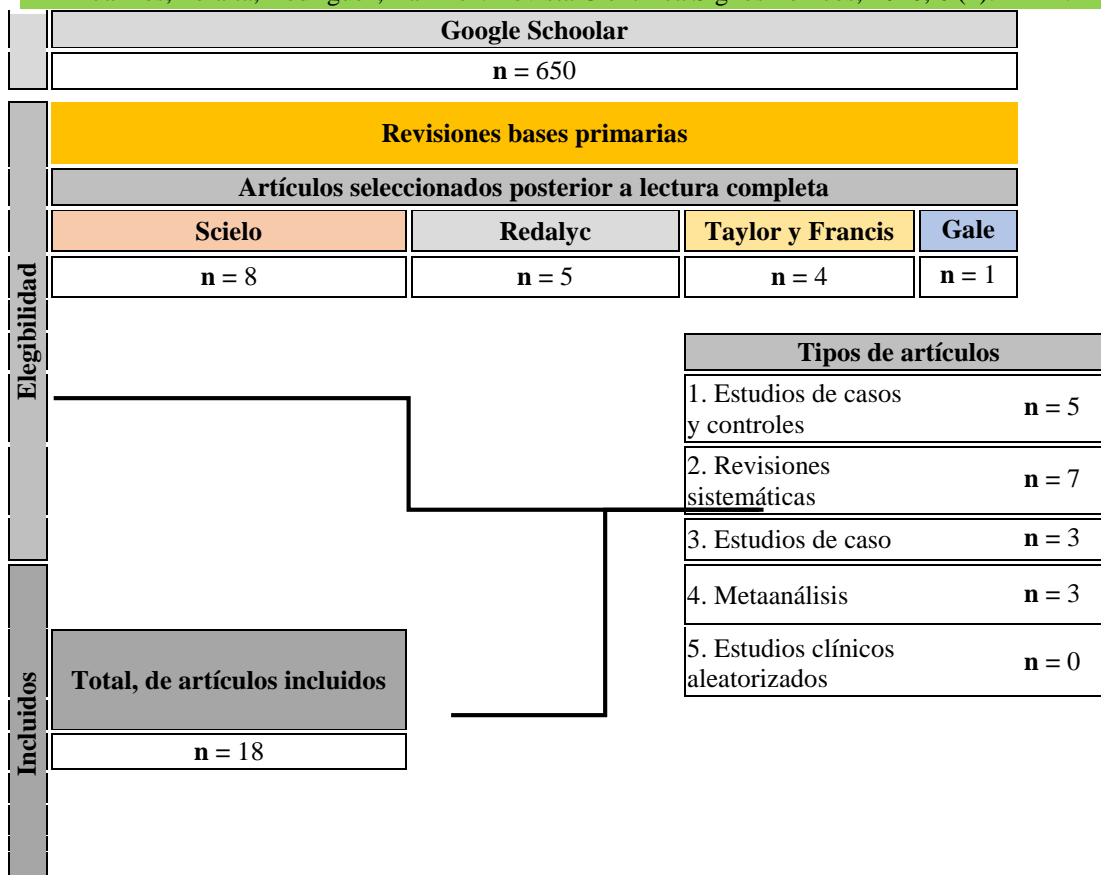 Google Schoolar
n = 650
Revisiones bases primarias
Artículos seleccionados posterior a lectura completa
Scielo Redalyc Taylor y Francis Gale
n = 8 n = 5 n = 4 n = 1
Elegibilidad
Tipos de artículos
1. Estudios de casos
y controles
n = 5
2. Revisiones
sistemáticas
n = 7
3. Estudios de caso n = 3
4. Metaanálisis n = 3
5. Estudios clínicos
aleatorizados
n = 0
Incluidos
Total, de artículos incluidos
n = 18